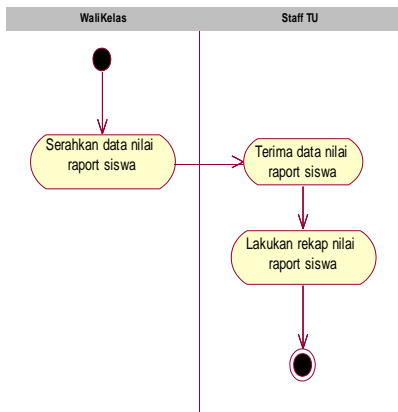 WaliKelas
Staff TU
Serahkan data nilai
raport siswa
Terima data nilai
raport siswa
Lakukan rekap nilai
raport siswa